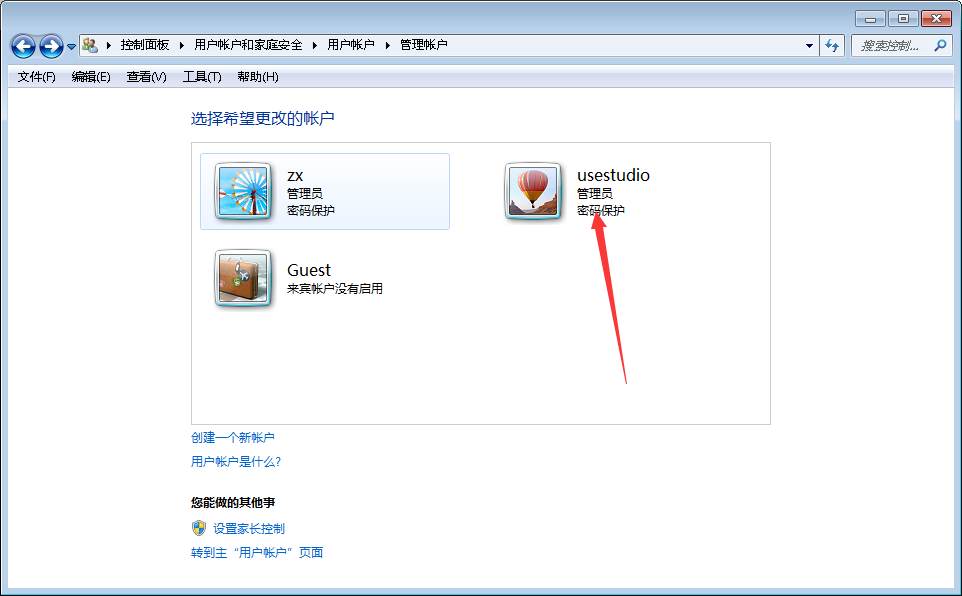 控制面板 ▸ 用户帐户和家庭安全 ▸ 用户帐户 ▸ 管理帐户
搜索控制...
文件(F) 编辑(E) 查看(V) 工具(T) 帮助(H)
选择希望更改的帐户
zx
管理员
密码保护
usestudio
管理员
密码保护
Guest
来宾帐户没有启用
创建一个新帐户
用户帐户是什么?
您能做的其他事
设置家长控制
转到主“用户帐户”页面